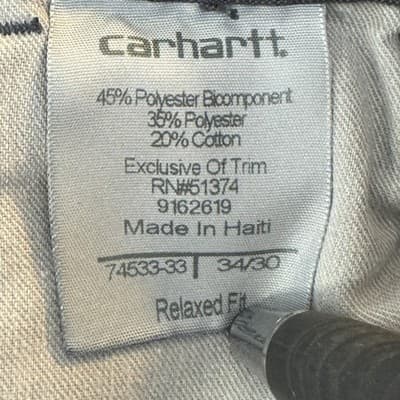 carhartt.
45% Polyester Bicomponent
35% Polyester
20% Cotton
Exclusive Of Trim
RN#51374
9162619
Made In Haiti
74533-33 34/30
Relaxed Fit